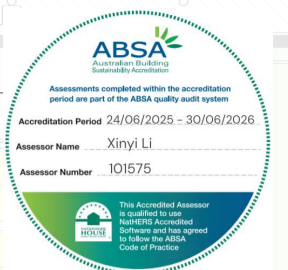 ABSA
Australian Building
Sustainability Accreditation
Assessments completed within the accreditation
period are part of the ABSA quality audit system
Accreditation Period 24/06/2025 - 30/06/2026
Assessor Name Xinyi Li
Assessor Number 101575
This Accredited Assessor
is qualified to use
NatHERS Accredited
Software and has agreed
to follow the ABSA
Code of Practice
HOUSE